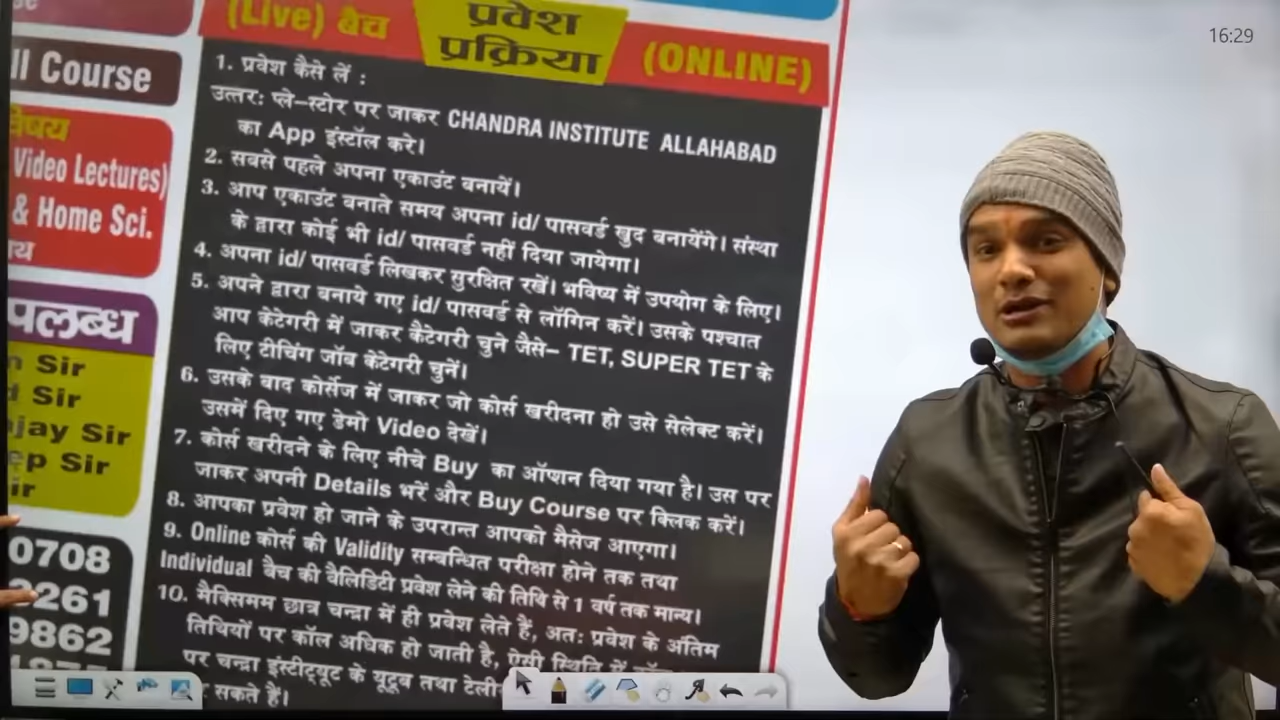 16:29
(Live) बैच
प्रवेश
प्रक्रिया
(ONLINE)
ll Course
Video Lectures)
& Home Sci.
Sir
Sir
jay Sir
p Sir
0708
2261
9862
1. प्रवेश कैसे लें :
उत्तर: प्ले-स्टोर पर जाकर CHANDRA INSTITUTE ALLAHABAD
का App इंस्टॉल करे।
2. सबसे पहले अपना एकाउंट बनायें।
3. आप एकाउंट बनाते समय अपना id/ पासवर्ड खुद बनायेंगे। संस्था
के द्वारा कोई भी id/ पासवर्ड नहीं दिया जायेगा।
4. अपना id/ पासवर्ड लिखकर सुरक्षित रखें। भविष्य में उपयोग के लिए।
5. अपने द्वारा बनाये गए id/ पासवर्ड से लॉगिन करें। उसके पश्चात
आप केटेगरी में जाकर कैटेगरी चुने जैसे- TET, SUPER TET के
लिए टीचिंग जॉब केटेगरी चुनें।
6. उसके बाद कोर्सेज में जाकर जो कोर्स खरीदना हो उसे सेलेक्ट करें।
उसमें दिए गए डेमो Video देखें।
7. कोर्स खरीदने के लिए नीचे Buy का ऑप्शन दिया गया है। उस पर
जाकर अपनी Details भरें और Buy Course पर क्लिक करें।
8. आपका प्रवेश हो जाने के उपरान्त आपको मैसेज आएगा।
9. Online कोर्स की Validity सम्बन्धित परीक्षा होने तक तथा
Individual बैच की वैलिडिटी प्रवेश लेने की तिथि से 1 वर्ष तक मान्य।
10. मैक्सिमम छात्र चन्द्रा में ही प्रवेश लेते हैं, अतः प्रवेश के अंतिम
तिथियों पर कॉल अधिक हो जाती है, ऐसी स्थिति में
पर चन्द्रा इंस्टीट्यूट के यूटूब तथा टेली
सकते हैं।